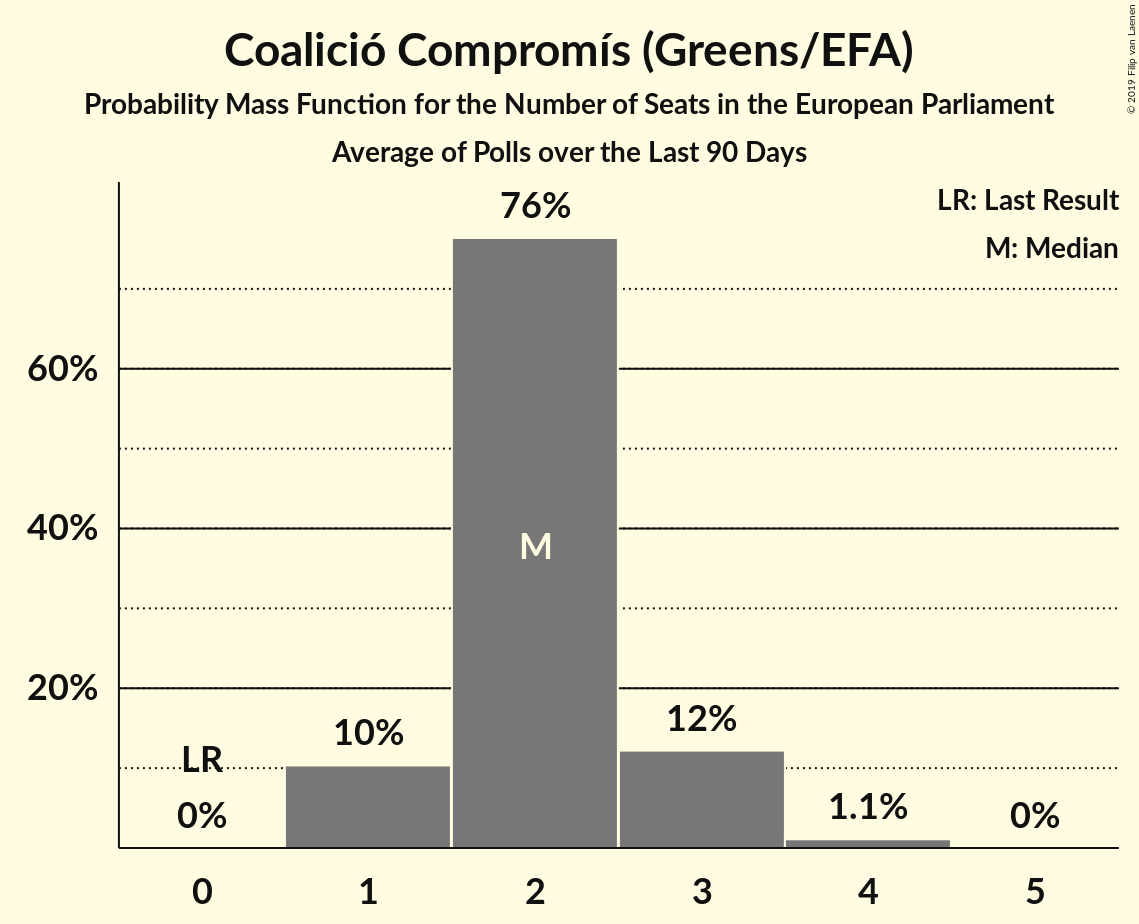 Coalició Compromís (Greens/EFA)
Probability Mass Function for the Number of Seats in the European Parliament
Average of Polls over the Last 90 Days
© 2019 Filip van Laenen
LR: Last Result
M: Median
76%
60%
40%
M
20%
12%
10%
LR
1.1%
0%
0%
0 1 2 3 4 5